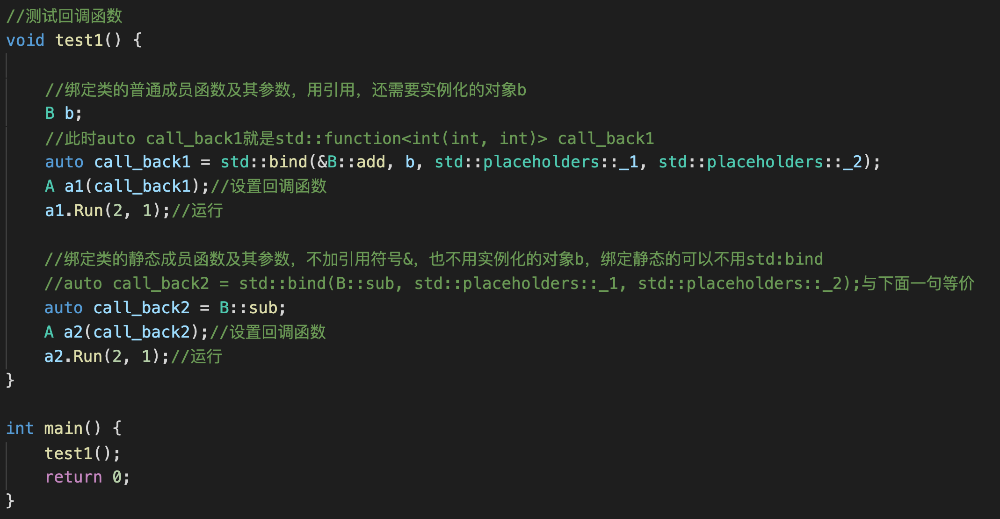 //测试回调函数
void test1() {
//绑定类的普通成员函数及其参数，用引用，还需要实例化的对象b
B b;
//此时auto call_back1就是std::function<int(int, int)> call_back1
auto call_back1 = std::bind(&B::add, b, std::placeholders::_1, std::placeholders::_2);
A a1(call_back1);//设置回调函数
a1.Run(2, 1);//运行
//绑定类的静态成员函数及其参数，不加引用符号&，也不用实例化的对象b，绑定静态的可以不用std:bind
//auto call_back2 = std::bind(B::sub, std::placeholders::_1, std::placeholders::_2);与下面一句等价
auto call_back2 = B::sub;
A a2(call_back2);//设置回调函数
a2.Run(2, 1);//运行
}
int main() {
test1();
return 0;
}